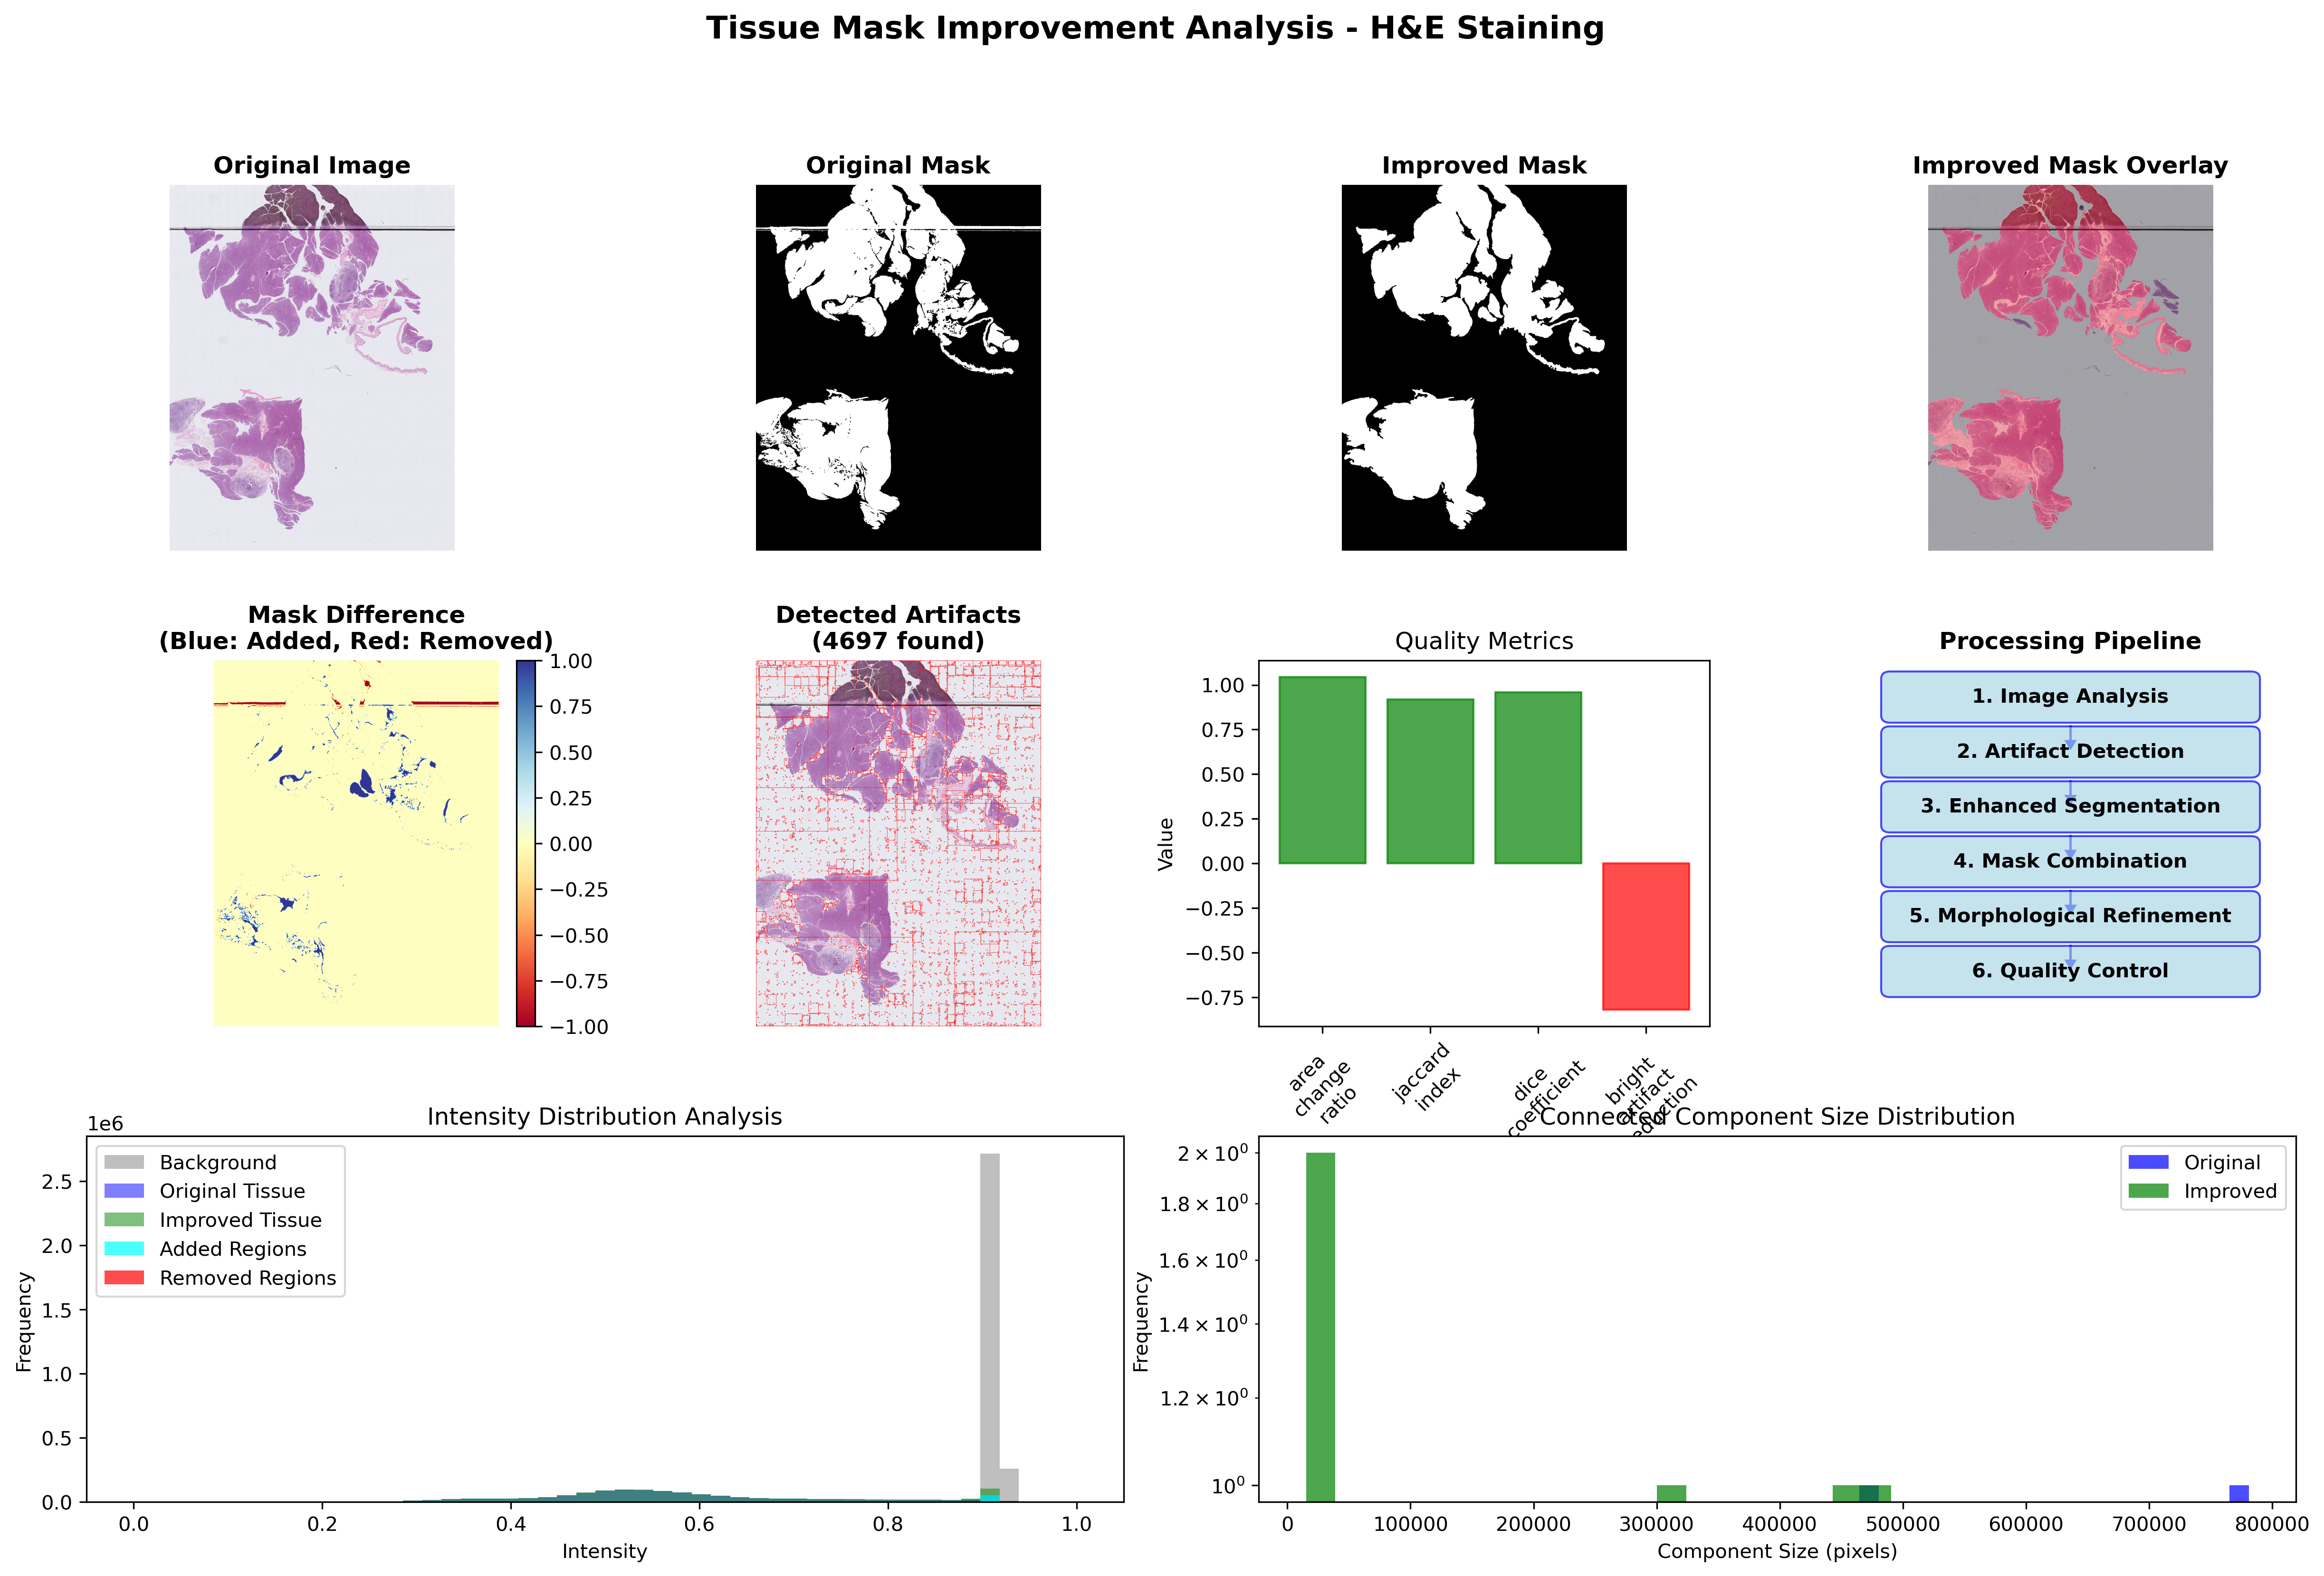 Tissue Mask Improvement Analysis - H&E Staining
Original Image
Original Mask
Improved Mask
Improved Mask Overlay
Mask Difference
(Blue: Added, Red: Removed)
1.00
0.75
0.50
0.25
0.00
−0.25
−0.50
−0.75
−1.00
Detected Artifacts
(4697 found)
Quality Metrics
Value
1.00
0.75
0.50
0.25
0.00
−0.25
−0.50
−0.75
area
change
ratio
jaccard
index
dice
coefficient
bright
artifact
Processing Pipeline
1. Image Analysis
2. Artifact Detection
3. Enhanced Segmentation
4. Mask Combination
5. Morphological Refinement
6. Quality Control
Intensity Distribution Analysis
1e6
Frequency
2.5
2.0
1.5
1.0
0.5
0.0
Background
Original Tissue
Improved Tissue
Added Regions
Removed Regions
0.0
0.2
0.4
0.6
0.8
1.0
Intensity
Connected Component Size Distribution
Frequency
2 × 10⁰
1.8 × 10⁰
1.6 × 10⁰
1.4 × 10⁰
1.2 × 10⁰
10⁰
Original
Improved
0
100000
200000
300000
400000
500000
600000
700000
800000
Component Size (pixels)